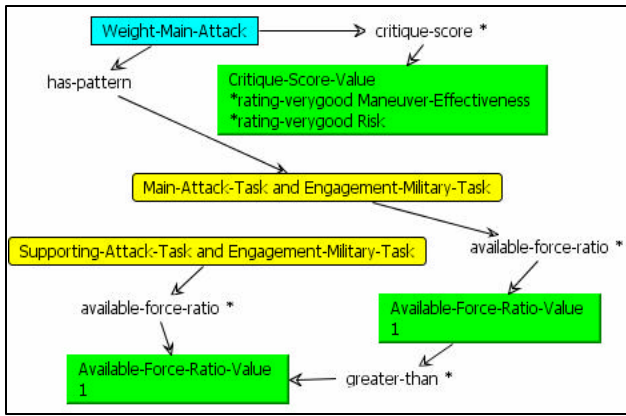 Weight-Main-Attack
critique-score *
has-pattern
Critique-Score-Value
*rating-verygood Maneuver-Effectiveness
*rating-verygood Risk
Main-Attack-Task and Engagement-Military-Task
Supporting-Attack-Task and Engagement-Military-Task
available-force-ratio *
available-force-ratio *
Available-Force-Ratio-Value
1
Available-Force-Ratio-Value
1
greater-than *